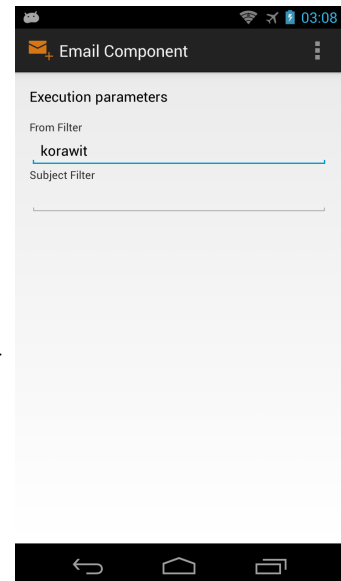 03:08
Email Component
Execution parameters
From Filter
korawit
Subject Filter